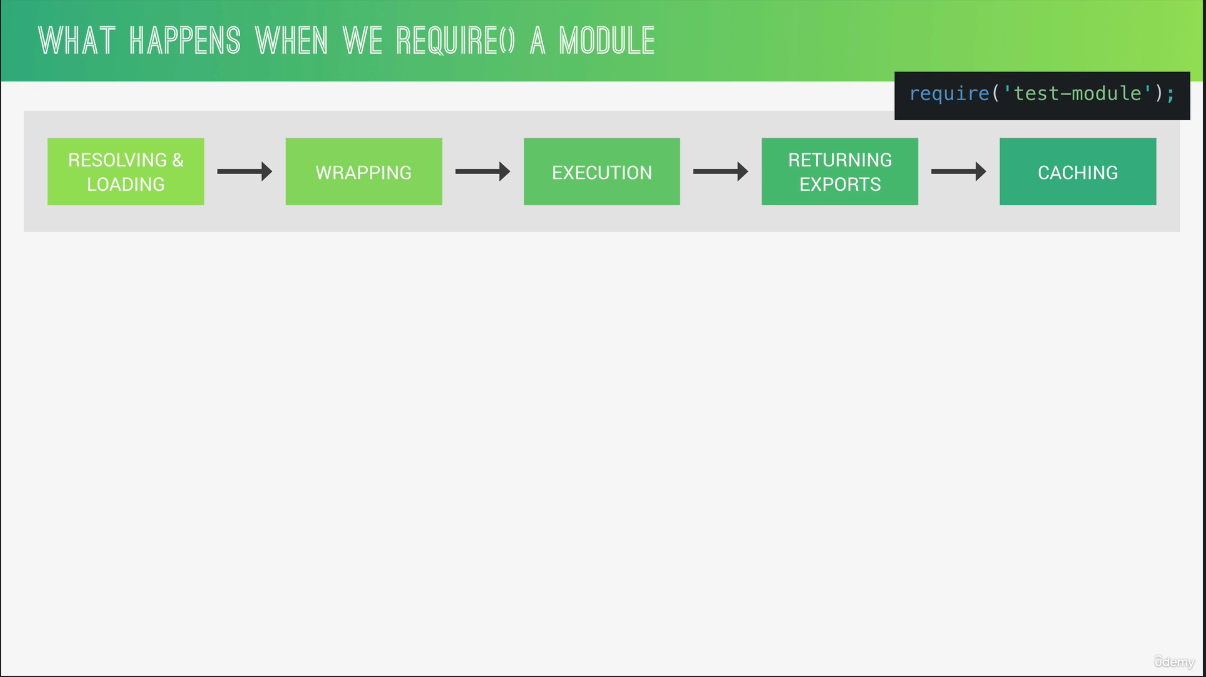 WHAT HAPPENS WHEN WE REQUIRE() A MODULE
require('test-module');
RESOLVING &
LOADING
WRAPPING
EXECUTION
RETURNING
EXPORTS
CACHING
ûdemy